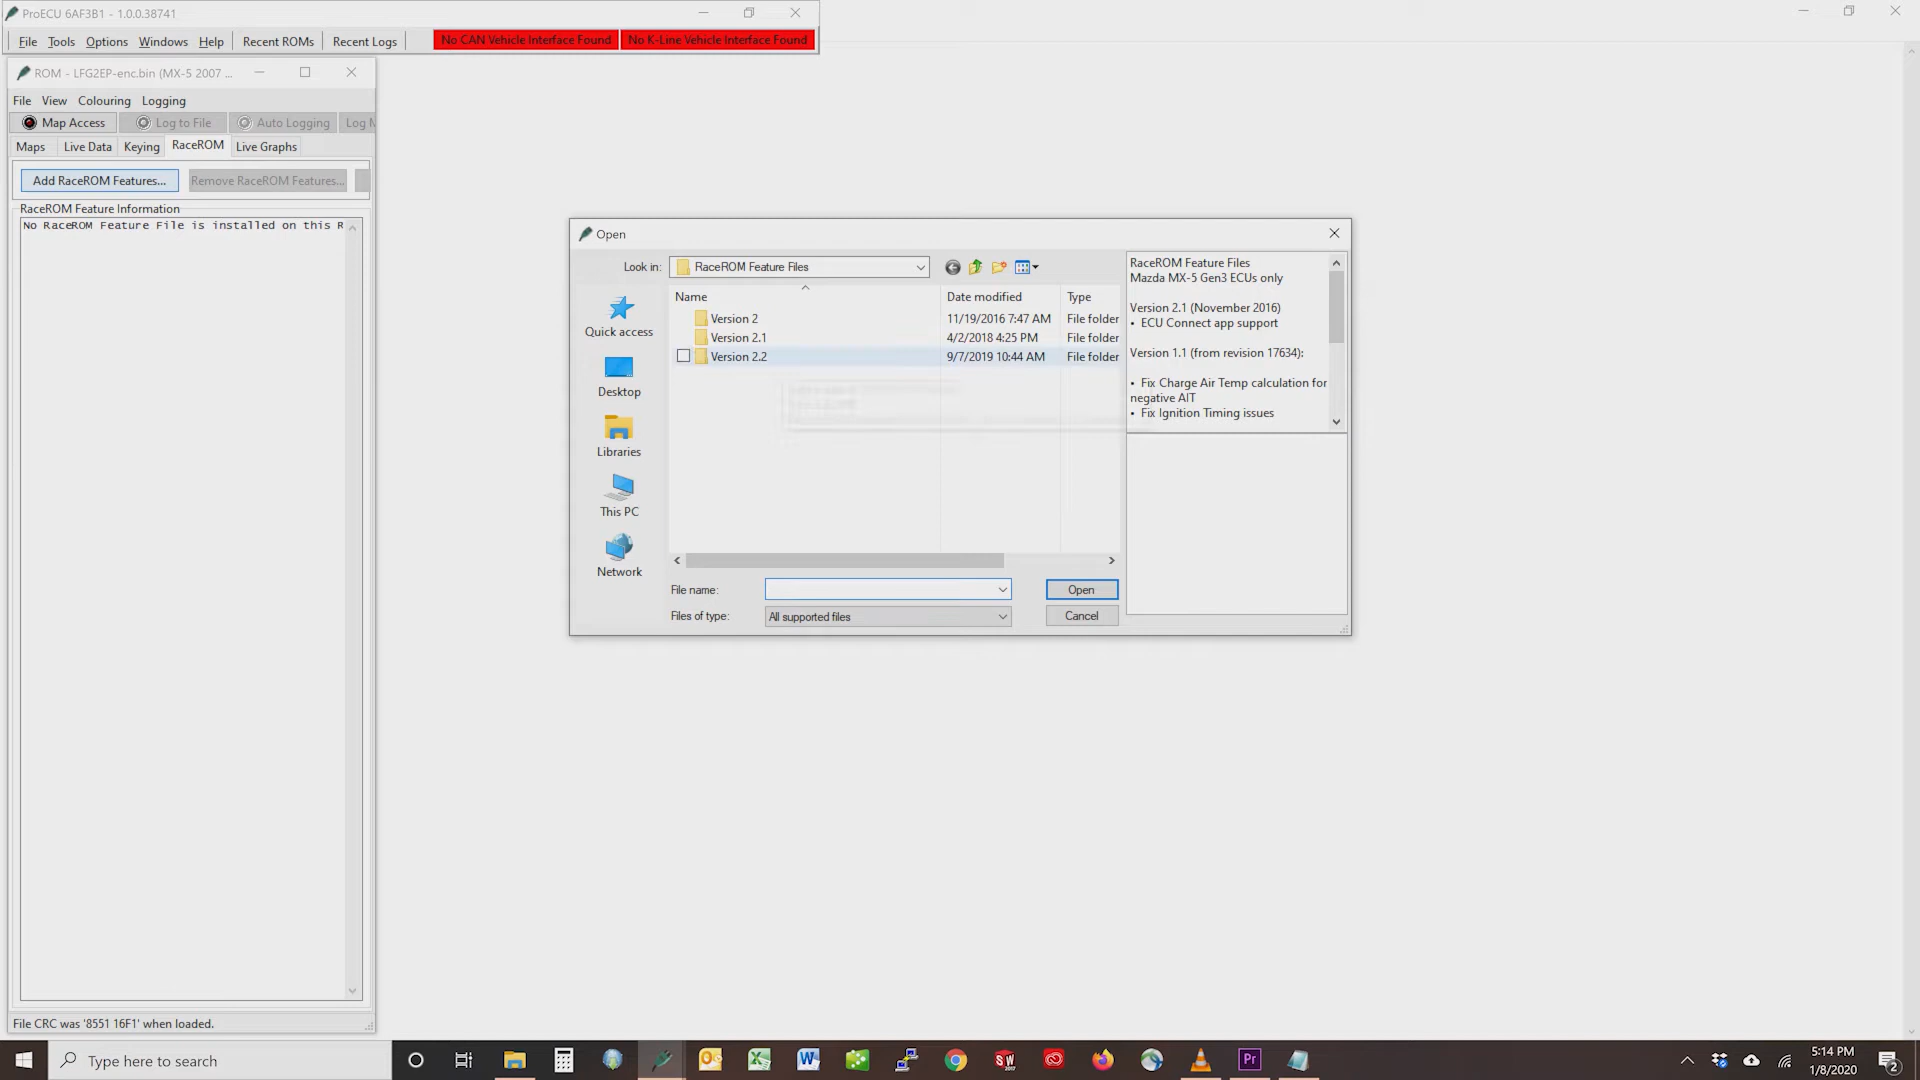 ProECU 6AF3B1 - 1.0.0.38741
File Tools Options Windows Help Recent ROMs Recent Logs No CAN Vehicle Interface Found No K-Line Vehicle Interface Found
ROM - LFG2EP-enc.bin (MX-5 2007 ...
File View Colouring Logging
Map Access Log to File Auto Logging Log M
Maps Live Data Keying RaceROM Live Graphs
Add RaceROM Features... Remove RaceROM Features...
RaceROM Feature Information
No RaceROM Feature File is installed on this R
File CRC was '8551 16F1' when loaded.
Open
Look in: RaceROM Feature Files
Quick access
Desktop
Libraries
This PC
Network
Name Date modified Type
Version 2 11/19/2016 7:47 AM File folder
Version 2.1 4/2/2018 4:25 PM File folder
Version 2.2 9/7/2019 10:44 AM File folder
File name: Open
Files of type: All supported files Cancel
RaceROM Feature Files
Mazda MX-5 Gen3 ECUs only
Version 2.1 (November 2016)
• ECU Connect app support
Version 1.1 (from revision 17634):
• Fix Charge Air Temp calculation for
negative AIT
• Fix Ignition Timing issues
Type here to search
5:14 PM
1/8/2020
2